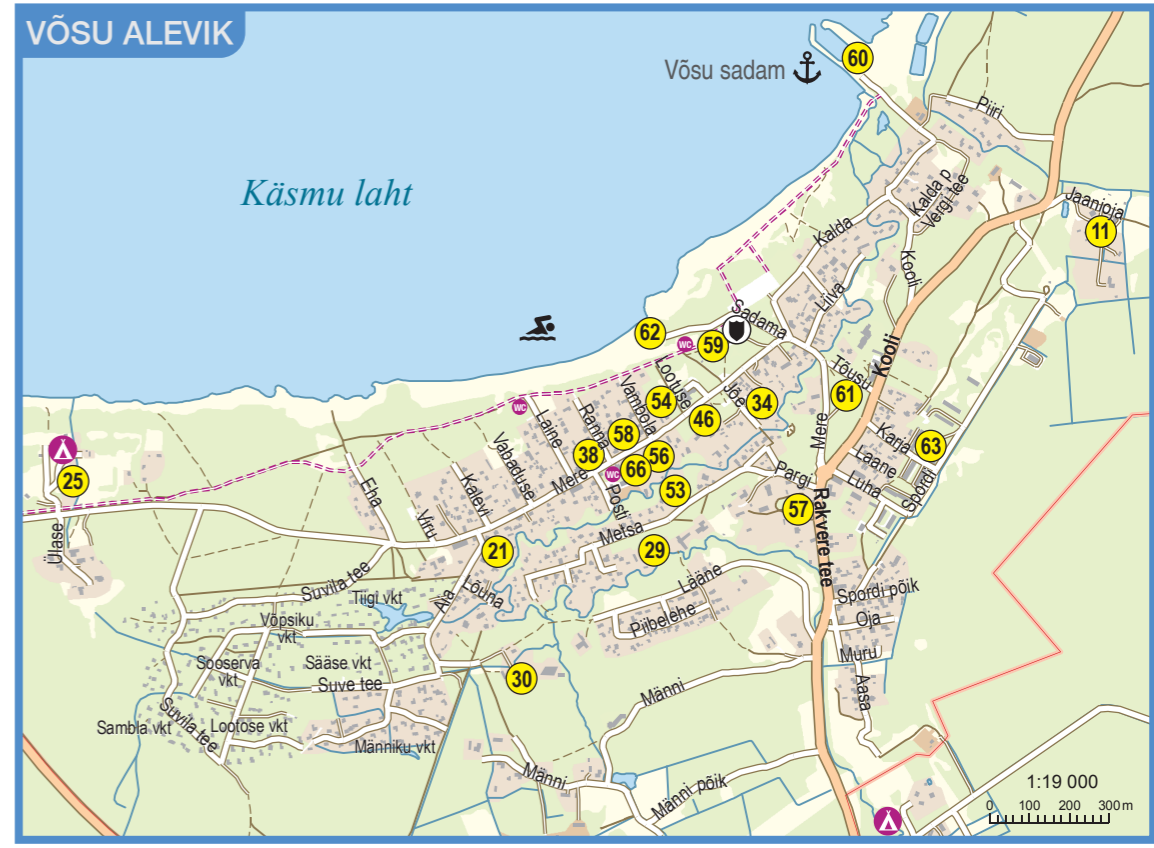 VÕSU ALEVIK
60
Võsu sadam
Piiri
Käsmu laht
Kalda p
Vergi tee
Jaanioja
11
Kalda
Kooli
Liiva
Sadama
62
WC
59
Kooli
Lootuse
Jõe
Tõusu
Vambola
54
34
61
WC
46
Laine
Ranna
58
Mere
Karja
63
38
56
Laane
25
Vabaduse
Mere
WC
66
Pargi
Luha
Eha
Kalevi
53
Spordi
Viru
Posti
57
Rakvere tee
Metsa
Ülase
21
29
Suvila tee
Lääne
Lõuna
Spordi põik
Tiigi vkt
Aia
Piibelehe
Oja
Võpsiku
vkt
Muru
Sooserva
vkt
Sääse vkt
30
Suve tee
Aasa
Männi
Suvila tee
Sambla vkt
Lootose vkt
Männiku vkt
Männi
Männi põik
1:19 000
0 100 200 300 m